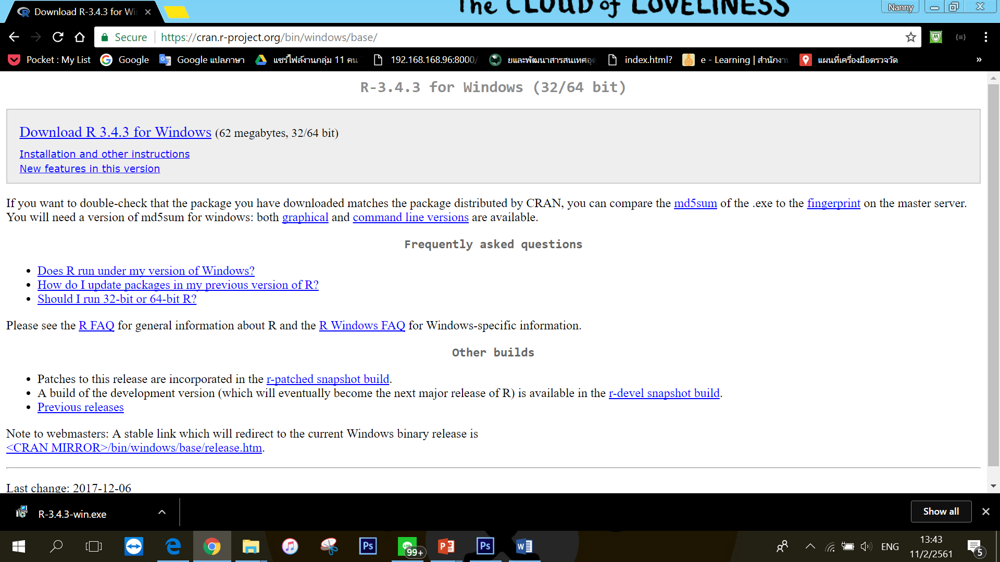 The CLOUD of LOVELINESS
Download R-3.4.3 for Wi
Nanny
Secure https://cran.r-project.org/bin/windows/base/
Pocket : My List Google Google แปลภาษา แชร์ไฟล์งานกลุ่ม 11 คน 192.168.168.96:8000/ ยและพัฒนาสารสนเทศอุต index.html? e - Learning | สำนักงาน แผนที่เครื่องมือตรวจวัด »
R-3.4.3 for Windows (32/64 bit)
Download R 3.4.3 for Windows (62 megabytes, 32/64 bit)
Installation and other instructions
New features in this version
If you want to double-check that the package you have downloaded matches the package distributed by CRAN, you can compare the md5sum of the .exe to the fingerprint on the master server.
You will need a version of md5sum for windows: both graphical and command line versions are available.
Frequently asked questions
• Does R run under my version of Windows?
• How do I update packages in my previous version of R?
• Should I run 32-bit or 64-bit R?
Please see the R FAQ for general information about R and the R Windows FAQ for Windows-specific information.
Other builds
• Patches to this release are incorporated in the r-patched snapshot build.
• A build of the development version (which will eventually become the next major release of R) is available in the r-devel snapshot build.
• Previous releases
Note to webmasters: A stable link which will redirect to the current Windows binary release is
<CRAN MIRROR>/bin/windows/base/release.htm.
Last change: 2017-12-06
R-3.4.3-win.exe
Show all
Ps 99+ P Ps W ENG 13:43
11/2/2561 5